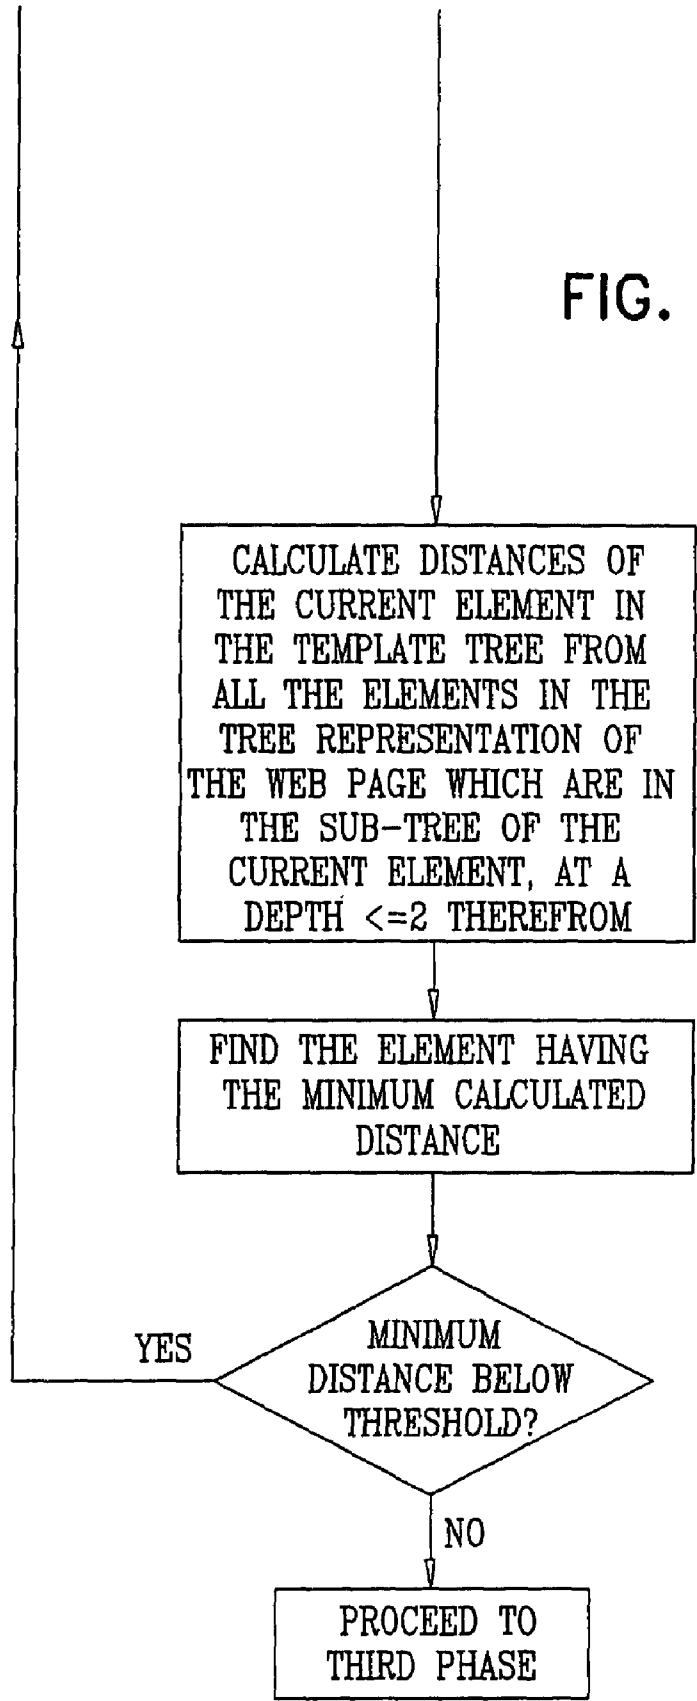 FIG.
CALCULATE DISTANCES OF
THE CURRENT ELEMENT IN
THE TEMPLATE TREE FROM
ALL THE ELEMENTS IN THE
TREE REPRESENTATION OF
THE WEB PAGE WHICH ARE IN
THE SUB-TREE OF THE
CURRENT ELEMENT, AT A
DEPTH <=2 THEREFROM
FIND THE ELEMENT HAVING
THE MINIMUM CALCULATED
DISTANCE
YES
MINIMUM
DISTANCE BELOW
THRESHOLD?
NO
PROCEED TO
THIRD PHASE